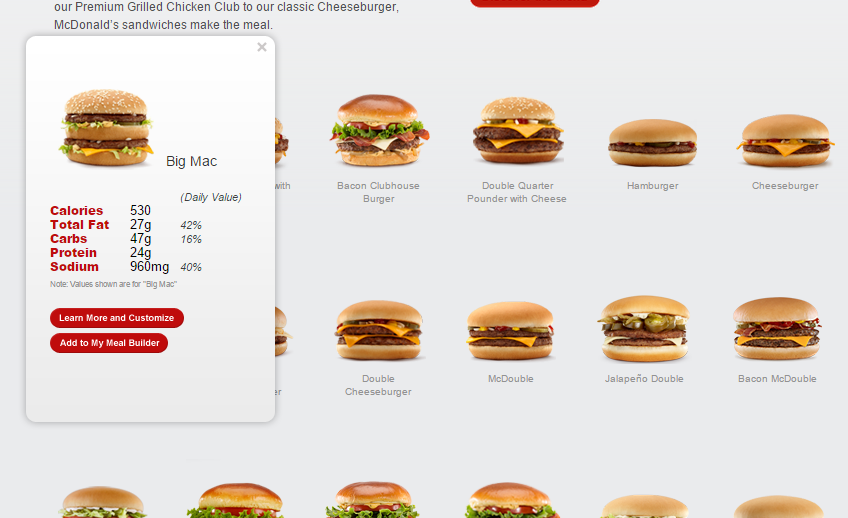 our Premium Grilled Chicken Club to our classic Cheeseburger,
McDonald's sandwiches make the meal.
×
Big Mac
(Daily Value)
Calories 530
Total Fat 27g 42%
Carbs 47g 16%
Protein 24g
Sodium 960mg 40%
Note: Values shown are for "Big Mac"
Learn More and Customize
Add to My Meal Builder
with
Bacon Clubhouse
Burger
Double Quarter
Pounder with Cheese
Hamburger
Cheeseburger
Double
Cheeseburger
McDouble
Jalapeño Double
Bacon McDouble